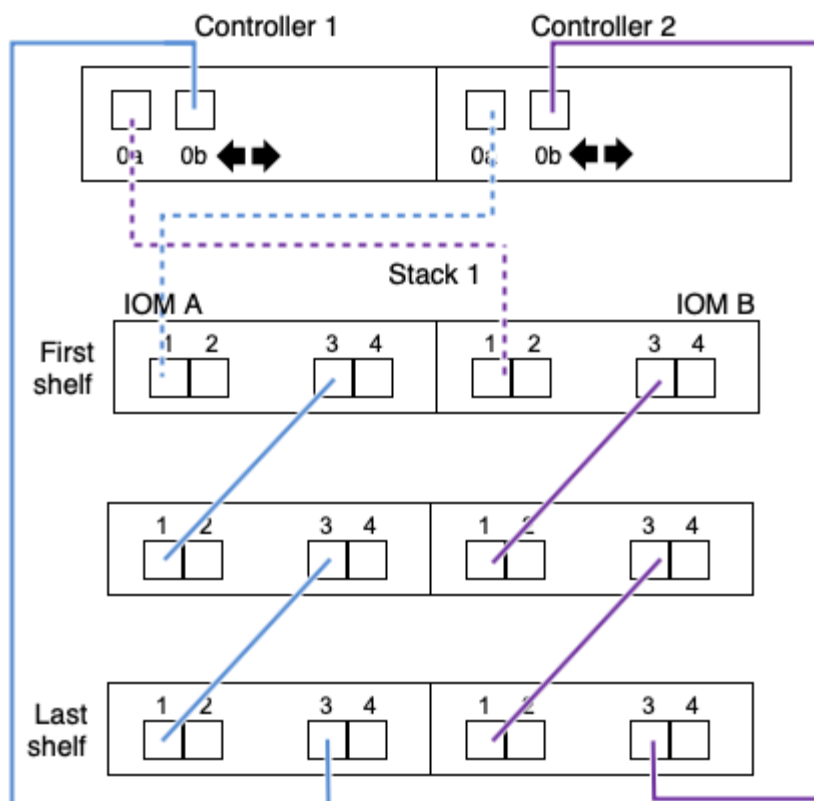 Controller 1 Controller 2
0a 0b 0a 0b
Stack 1
IOM A IOM B
First shelf
1 2 3 4 1 2 3 4
1 2 3 4 1 2 3 4
Last shelf
1 2 3 4 1 2 3 4